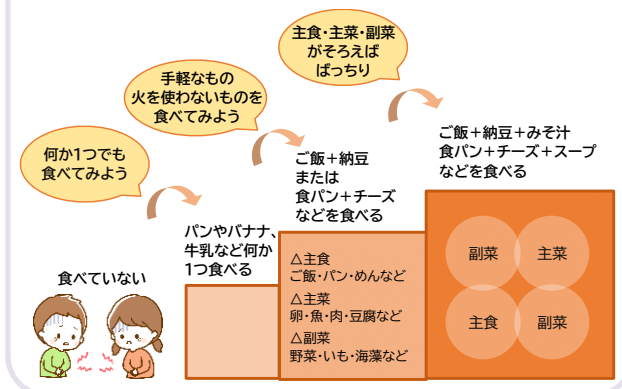 何か1つでも
食べてみよう
手軽なもの
火を使わないものを
食べてみよう
主食・主菜・副菜
がそろえば
ばっちり
食べていない
パンやバナナ、
牛乳など何か
1つ食べる
ご飯＋納豆
または
食パン＋チーズ
などを食べる
△主食
ご飯・パン・めんなど
△主菜
卵・魚・肉・豆腐など
△副菜
野菜・いも・海藻など
ご飯＋納豆＋みそ汁
食パン＋チーズ＋スープ
などを食べる
副菜
主菜
主食
副菜